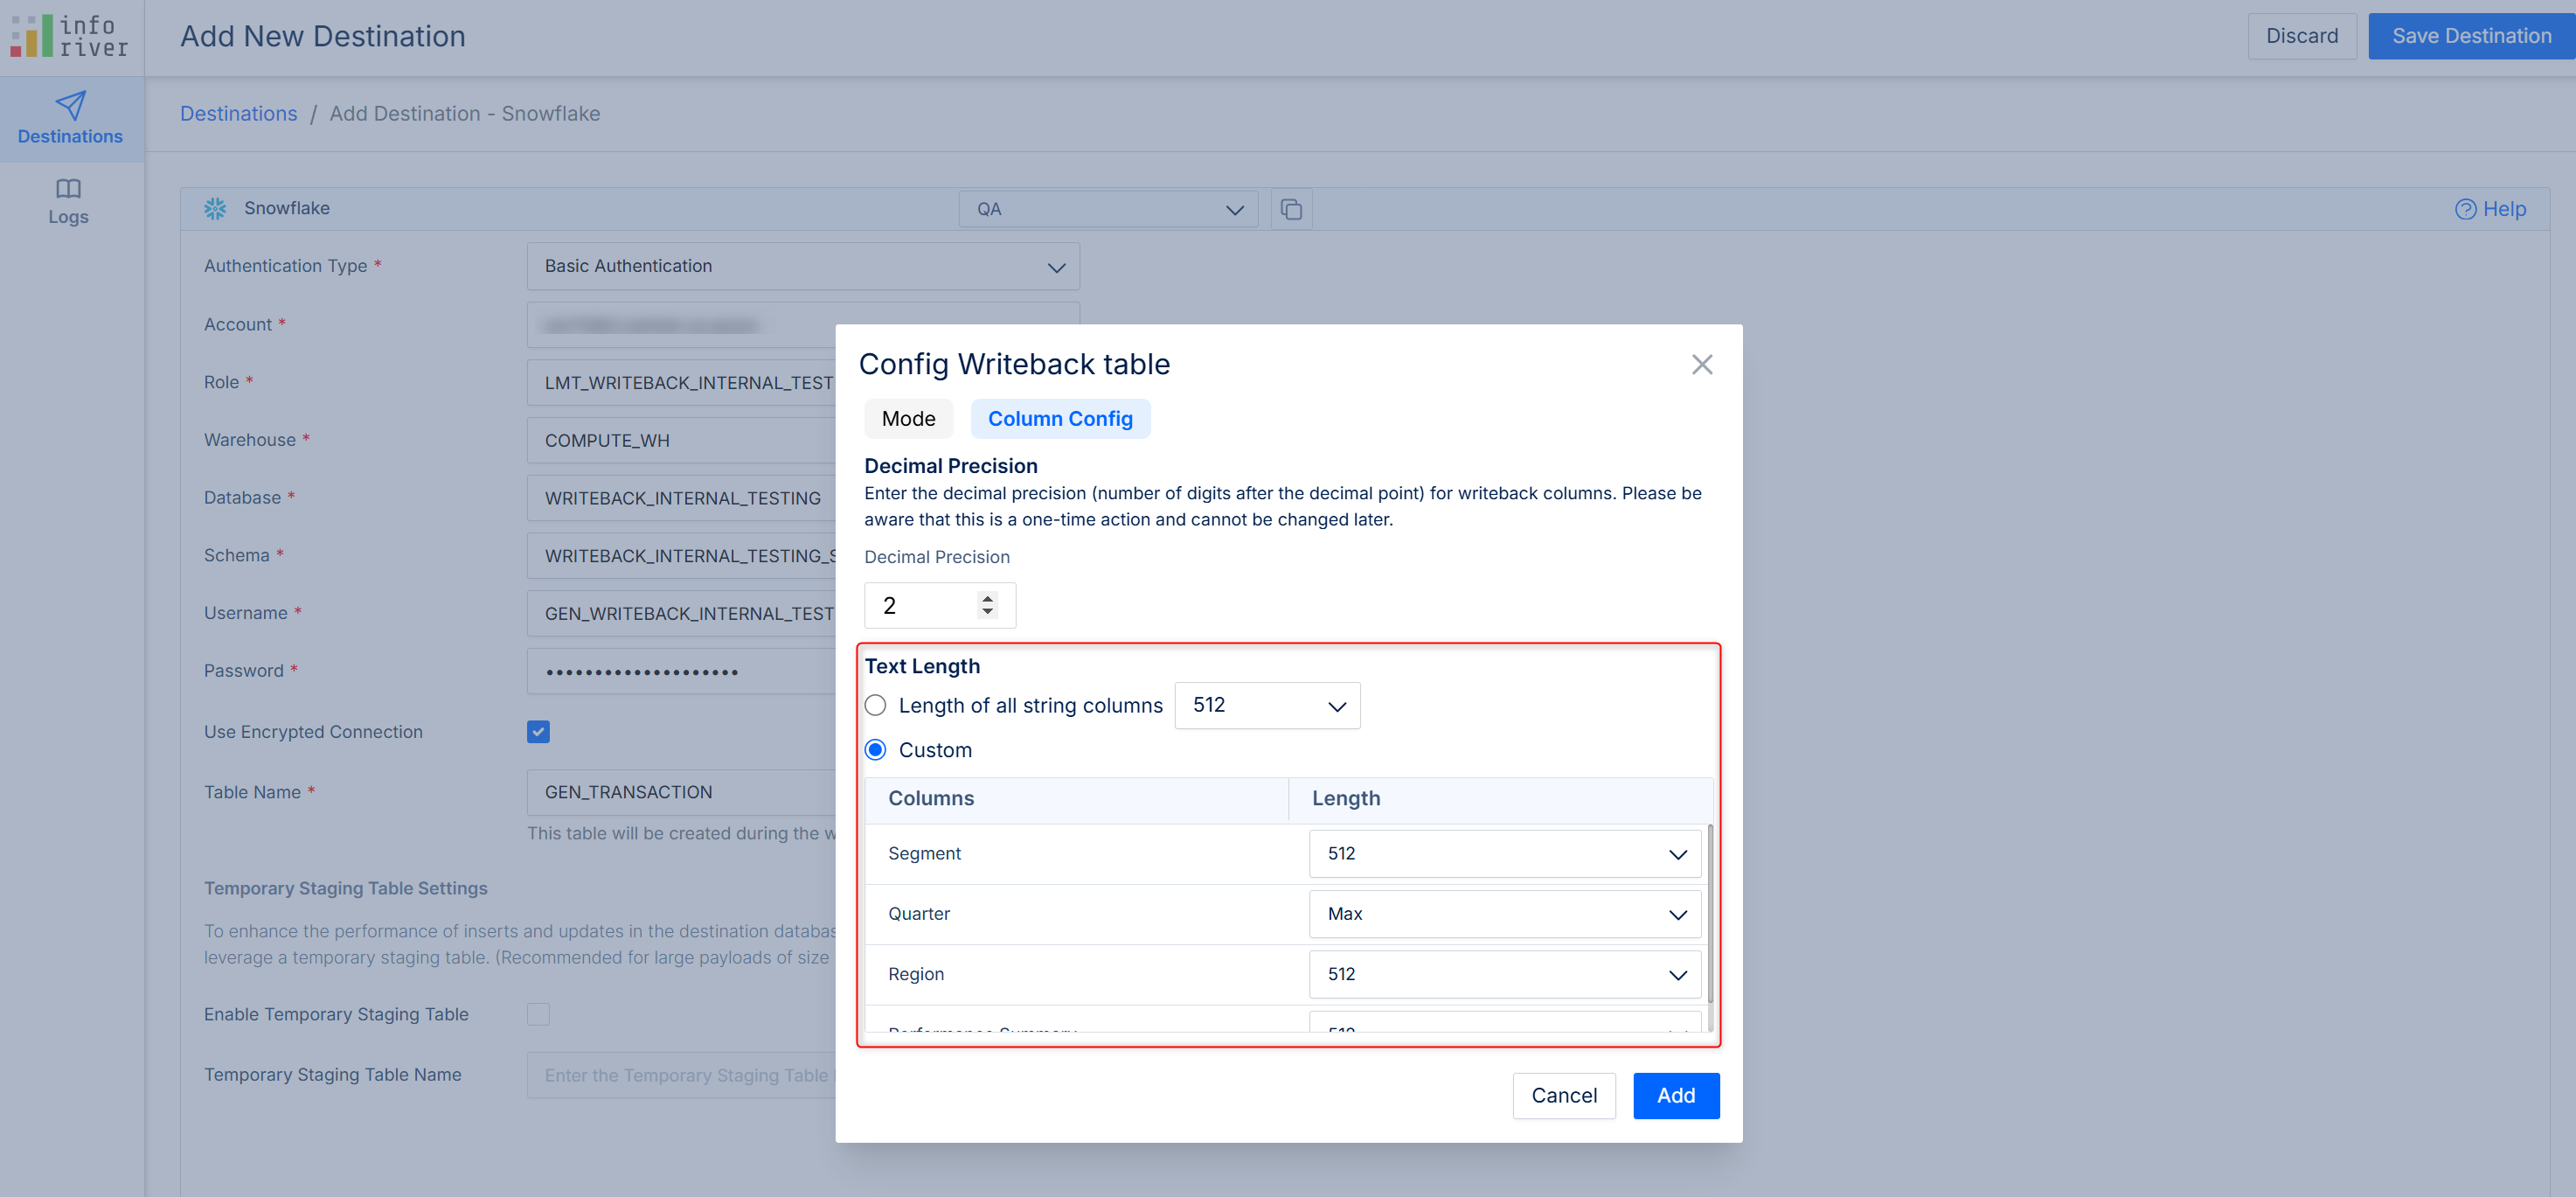 info
river
Add New Destination
Discard
Save Destination
Destinations
Logs
Destinations / Add Destination - Snowflake
Snowflake
QA
Help
Authentication Type *
Basic Authentication
Account *
Role *
LMT_WRITEBACK_INTERNAL_TEST
Warehouse *
COMPUTE_WH
Database *
WRITEBACK_INTERNAL_TESTING
Schema *
WRITEBACK_INTERNAL_TESTING_S
Username *
GEN_WRITEBACK_INTERNAL_TEST
Password *
Use Encrypted Connection
Table Name *
GEN_TRANSACTION
This table will be created during the w
Temporary Staging Table Settings
To enhance the performance of inserts and updates in the destination databas
leverage a temporary staging table. (Recommended for large payloads of size
Enable Temporary Staging Table
Temporary Staging Table Name
Enter the Temporary Staging Table
Config Writeback table
Mode
Column Config
Decimal Precision
Enter the decimal precision (number of digits after the decimal point) for writeback columns. Please be
aware that this is a one-time action and cannot be changed later.
Decimal Precision
2
Text Length
Length of all string columns
512
Custom
Columns
Length
Segment
512
Quarter
Max
Region
512
Performance Summary
512
Cancel
Add